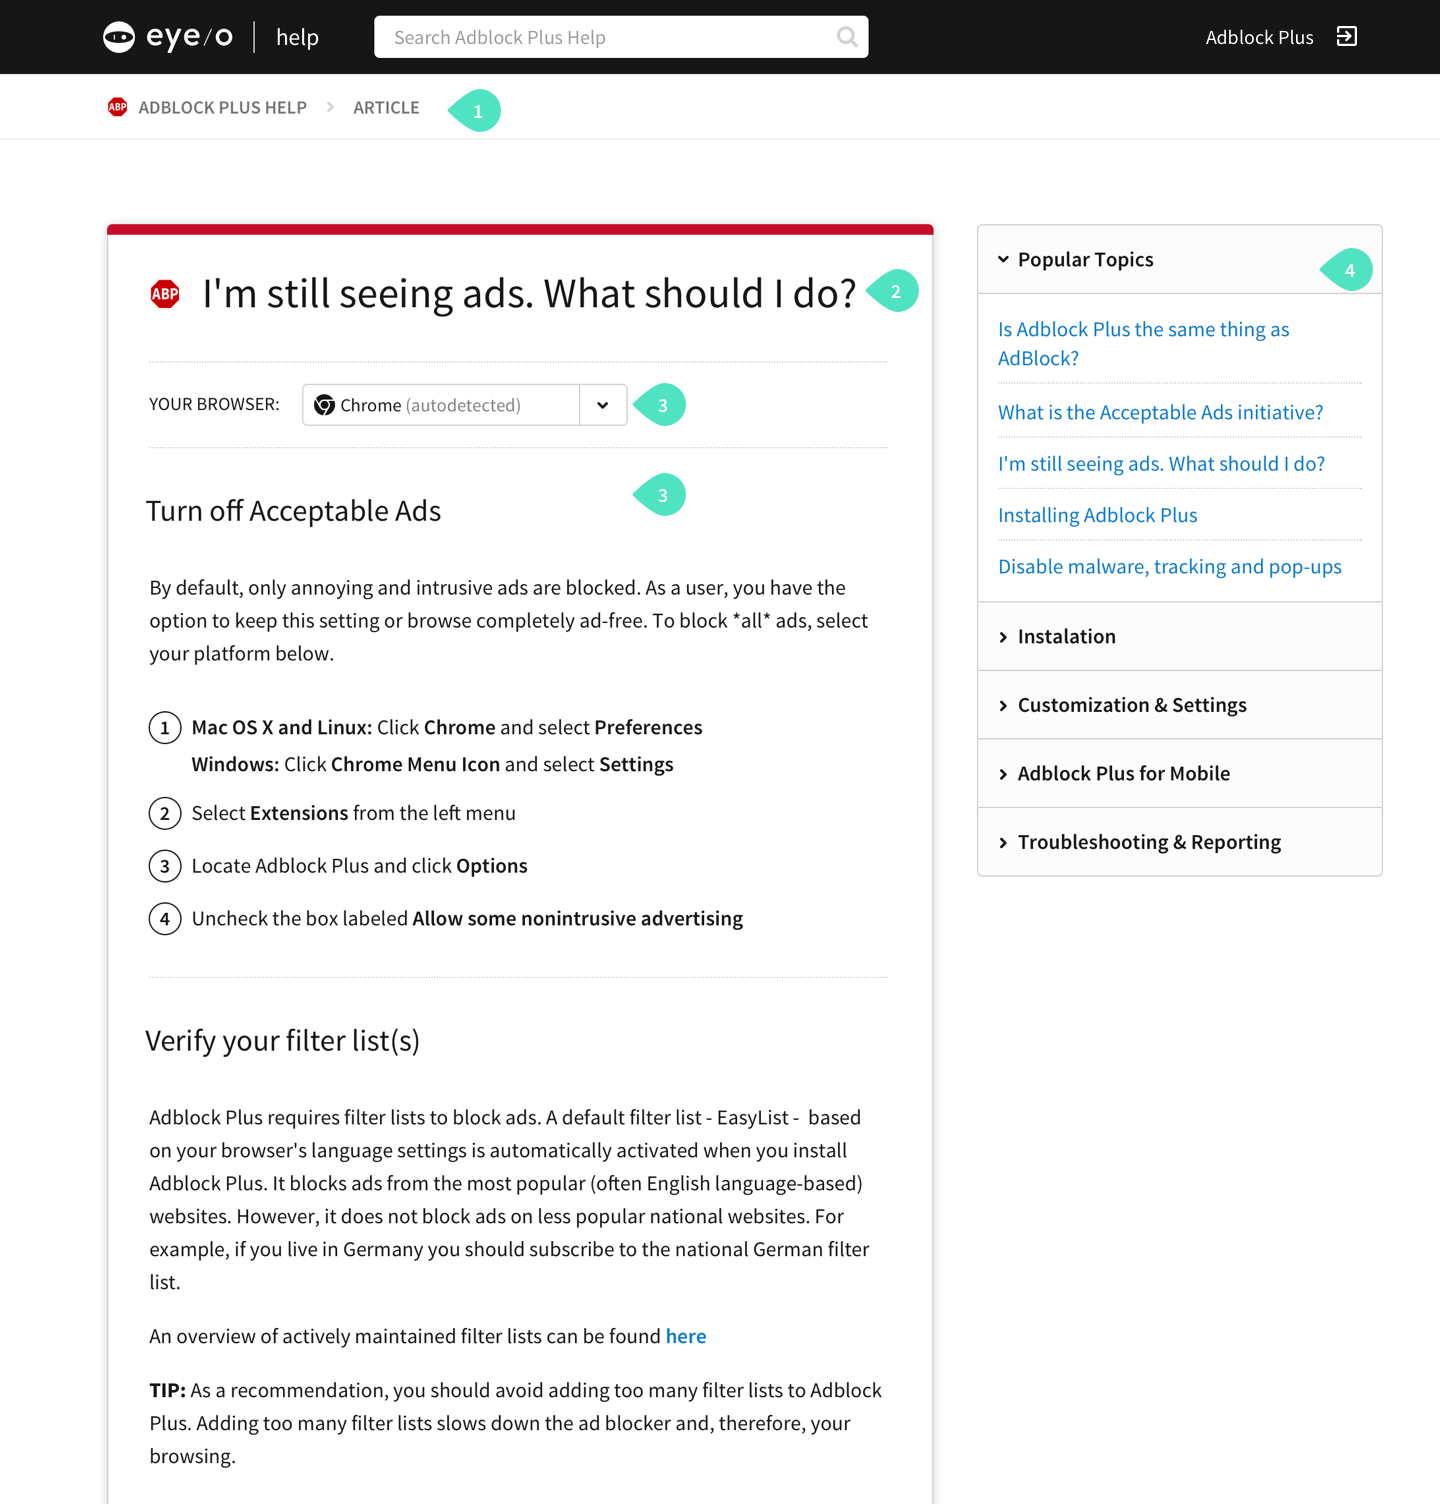 eye/o | help
Search Adblock Plus Help
Adblock Plus
ABP ADBLOCK PLUS HELP > ARTICLE
1
ABP I'm still seeing ads. What should I do?
2
YOUR BROWSER: Chrome (autodetected)
3
Turn off Acceptable Ads
3
By default, only annoying and intrusive ads are blocked. As a user, you have the
option to keep this setting or browse completely ad-free. To block *all* ads, select
your platform below.
1 Mac OS X and Linux: Click Chrome and select Preferences
Windows: Click Chrome Menu Icon and select Settings
2 Select Extensions from the left menu
3 Locate Adblock Plus and click Options
4 Uncheck the box labeled Allow some nonintrusive advertising
Verify your filter list(s)
Adblock Plus requires filter lists to block ads. A default filter list - EasyList -  based
on your browser's language settings is automatically activated when you install
Adblock Plus. It blocks ads from the most popular (often English language-based)
websites. However, it does not block ads on less popular national websites. For
example, if you live in Germany you should subscribe to the national German filter
list.
An overview of actively maintained filter lists can be found here
TIP: As a recommendation, you should avoid adding too many filter lists to Adblock
Plus. Adding too many filter lists slows down the ad blocker and, therefore, your
browsing.
Popular Topics
4
Is Adblock Plus the same thing as
AdBlock?
What is the Acceptable Ads initiative?
I'm still seeing ads. What should I do?
Installing Adblock Plus
Disable malware, tracking and pop-ups
Instalation
Customization & Settings
Adblock Plus for Mobile
Troubleshooting & Reporting